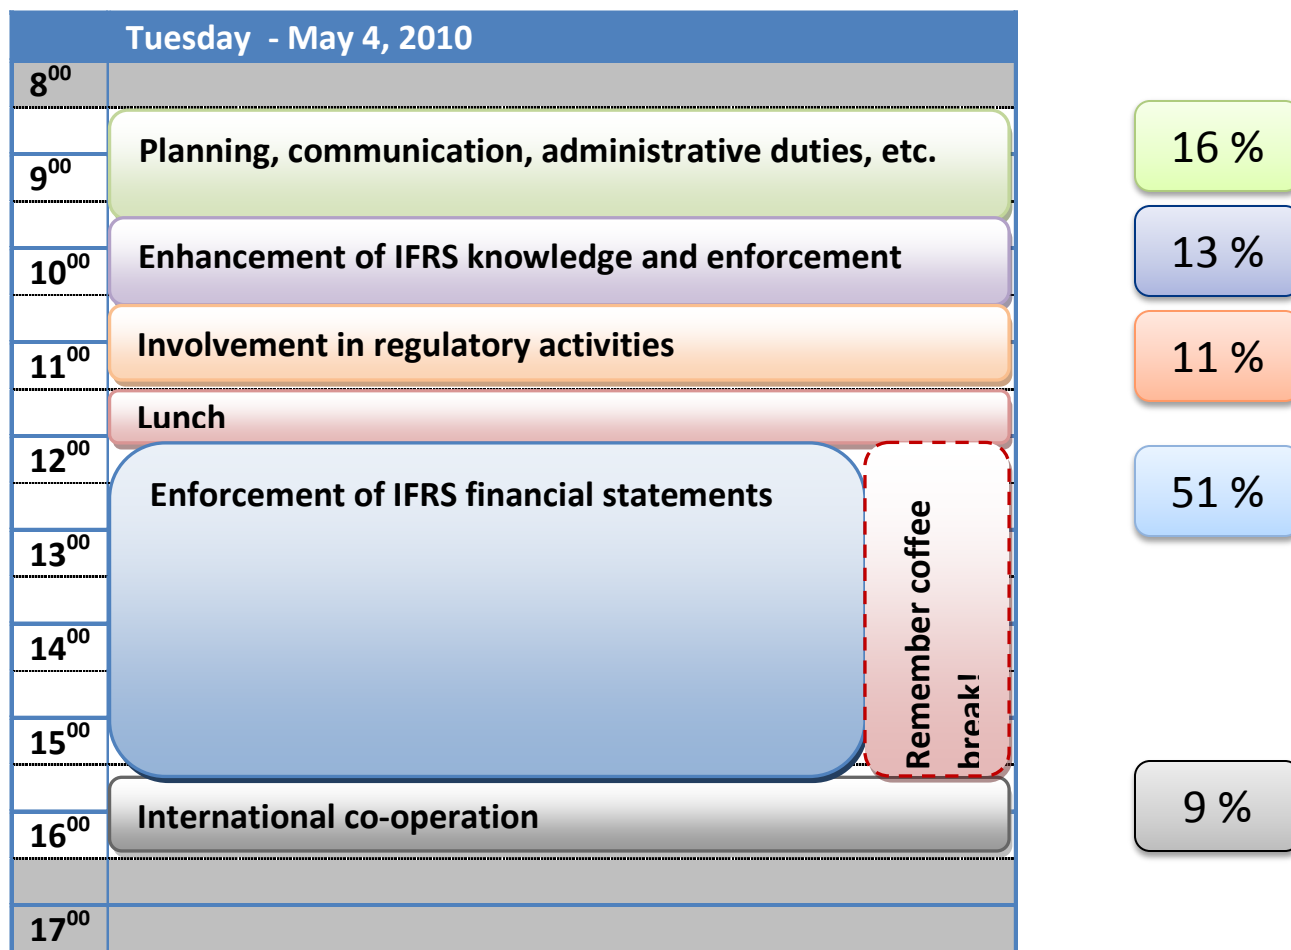 Tuesday - May 4, 2010
8⁰⁰
Planning, communication, administrative duties, etc.
16 %
9⁰⁰
Enhancement of IFRS knowledge and enforcement
13 %
10⁰⁰
Involvement in regulatory activities
11 %
11⁰⁰
Lunch
12⁰⁰
Enforcement of IFRS financial statements
51 %
Remember coffee
break!
13⁰⁰
14⁰⁰
15⁰⁰
International co-operation
9 %
16⁰⁰
17⁰⁰